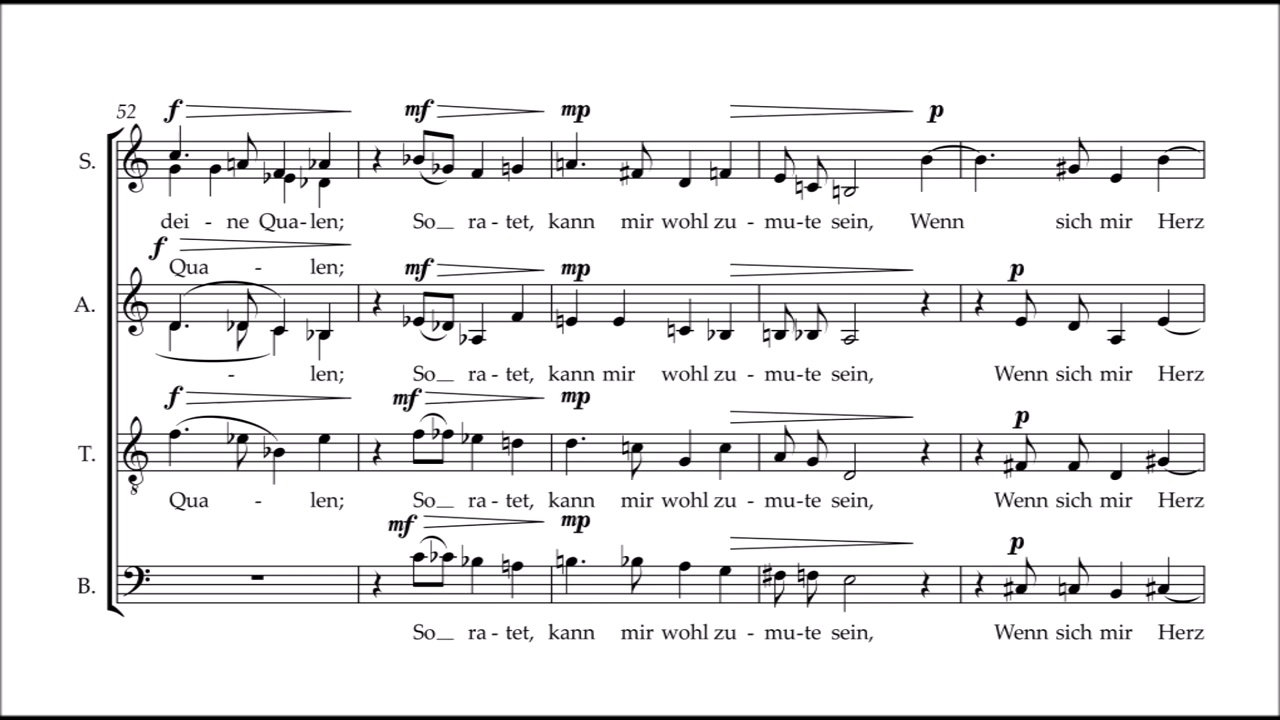 52 f mf mp p
S.
dei - ne Qua - len; So_ ra - tet, kann mir wohl zu - mu - te sein, Wenn sich mir Herz
f
Qua - len; mf mp p
A.
- len; So_ ra - tet, kann mir wohl zu - mu - te sein, Wenn sich mir Herz
f mf mp p
T.
Qua - len; So_ ra - tet, kann mir wohl zu - mu - te sein, Wenn sich mir Herz
mf mp p
B.
So_ ra - tet, kann mir wohl zu - mu - te sein, Wenn sich mir Herz